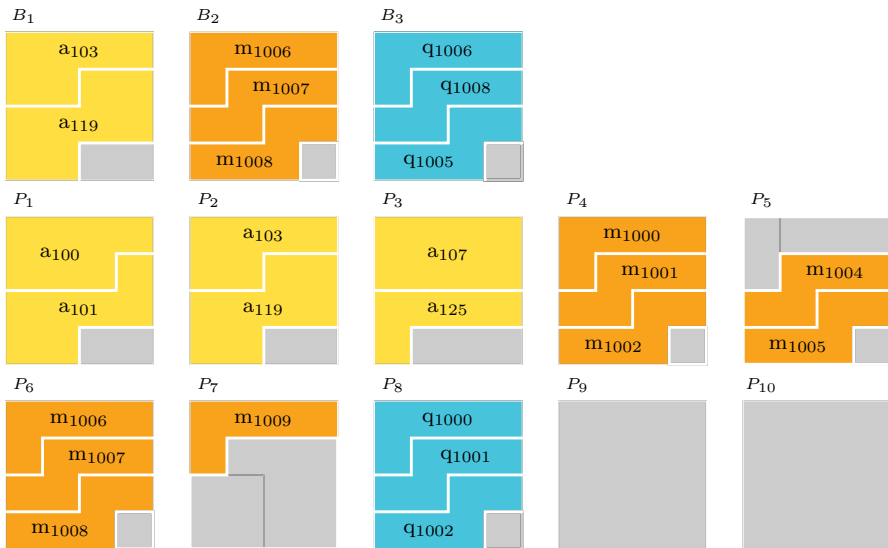 B₁ B₂ B₃
a₁₀₃ m₁₀₀₆ q₁₀₀₆
m₁₀₀₇ q₁₀₀₈
a₁₁₉
m₁₀₀₈ q₁₀₀₅
P₁ P₂ P₃ P₄ P₅
a₁₀₃ m₁₀₀₀
a₁₀₀ a₁₀₇ m₁₀₀₁ m₁₀₀₄
a₁₀₁ a₁₁₉ a₁₂₅
m₁₀₀₂ m₁₀₀₅
P₆ P₇ P₈ P₉ P₁₀
m₁₀₀₆ m₁₀₀₉ q₁₀₀₀
m₁₀₀₇ q₁₀₀₁
m₁₀₀₈ q₁₀₀₂